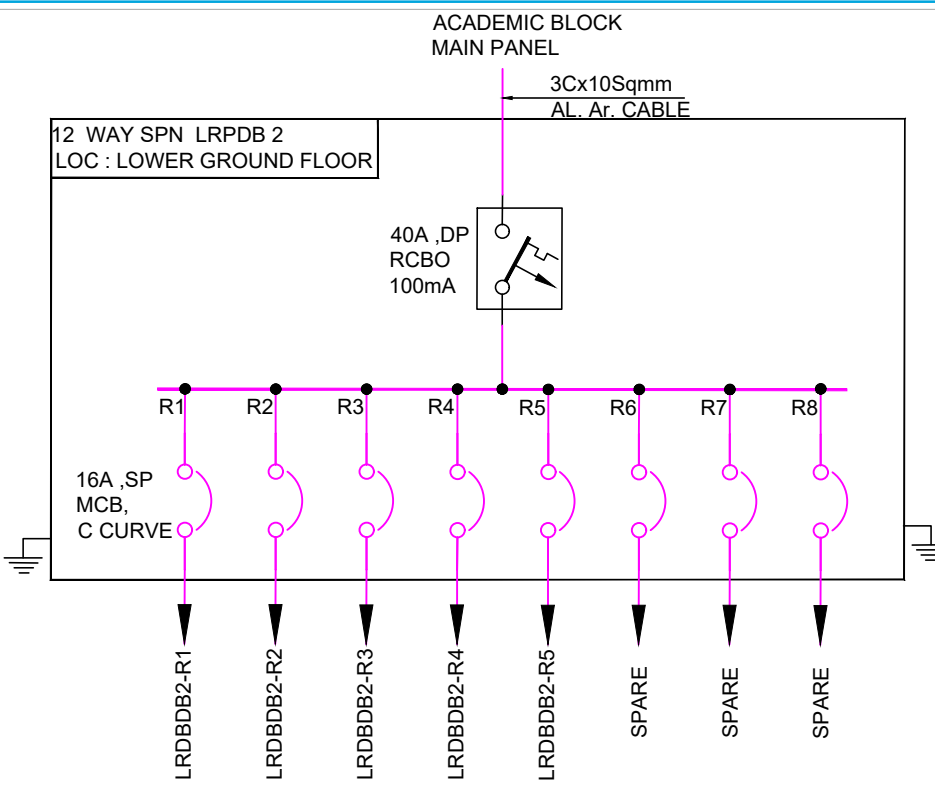 ACADEMIC BLOCK
MAIN PANEL
3Cx10Sqmm
AL. Ar. CABLE
12 WAY SPN LRPDB 2
LOC : LOWER GROUND FLOOR
40A ,DP
RCBO
100mA
R1
R2
R3
R4
R5
R6
R7
R8
16A ,SP
MCB,
C CURVE
LRDBDB2-R1
LRDBDB2-R2
LRDBDB2-R3
LRDBDB2-R4
LRDBDB2-R5
SPARE
SPARE
SPARE